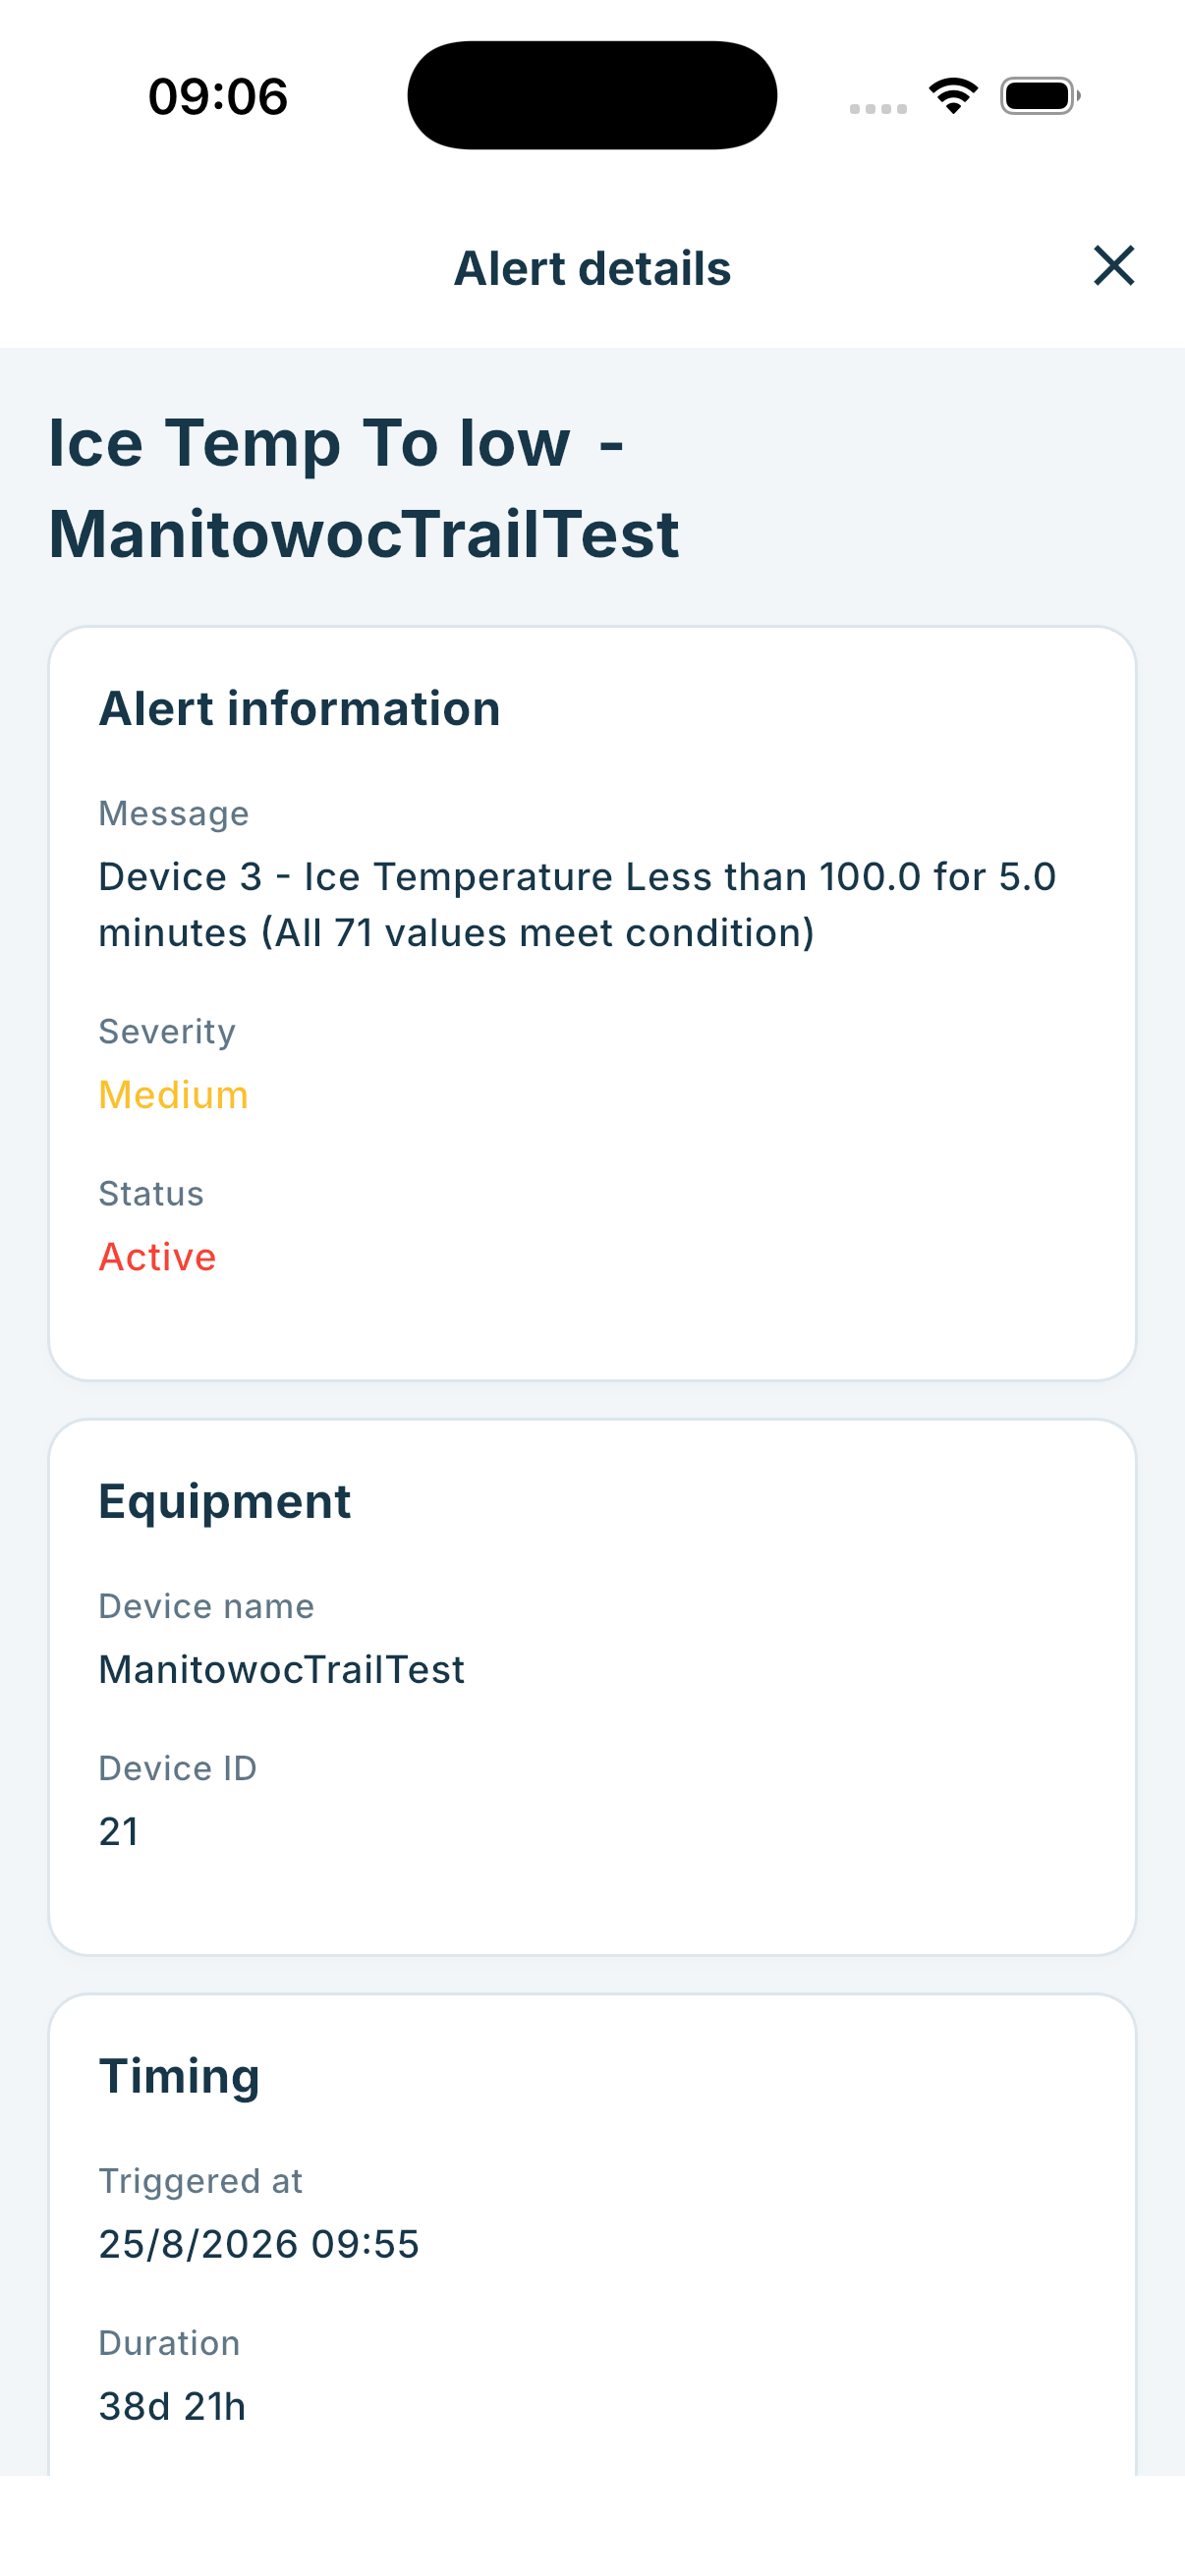 09:06
Alert details
Ice Temp To low -
ManitowocTrailTest
Alert information
Message
Device 3 - Ice Temperature Less than 100.0 for 5.0
minutes (All 71 values meet condition)
Severity
Medium
Status
Active
Equipment
Device name
ManitowocTrailTest
Device ID
21
Timing
Triggered at
25/8/2026 09:55
Duration
38d 21h